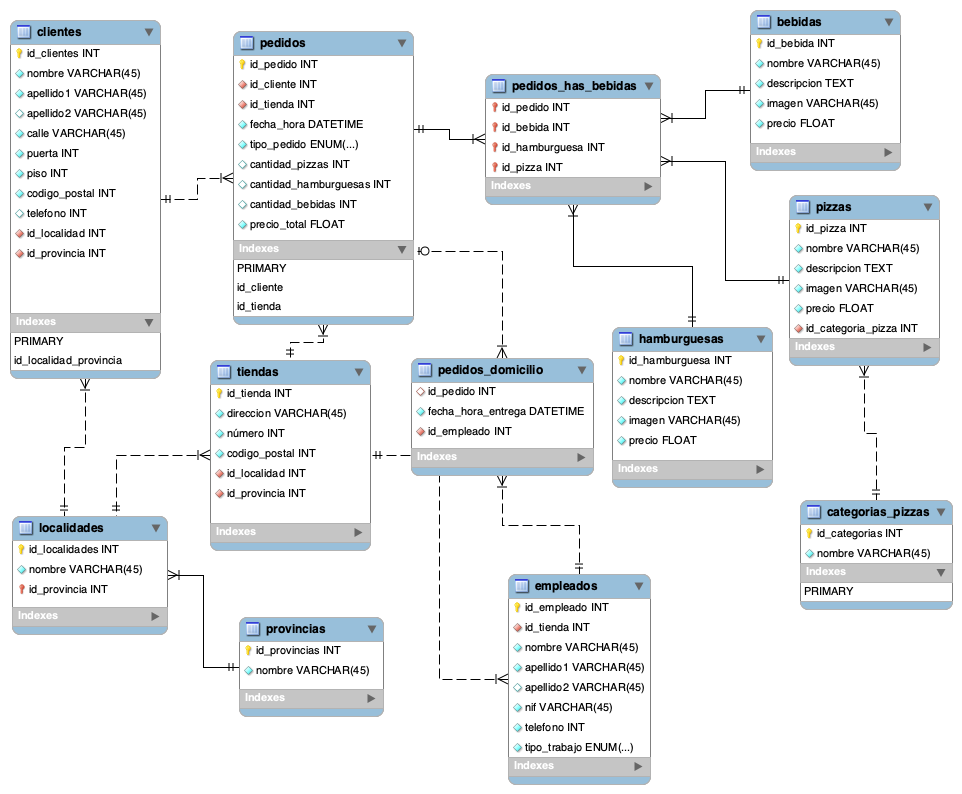 clientes
id_clientes INT
nombre VARCHAR(45)
apellido1 VARCHAR(45)
apellido2 VARCHAR(45)
calle VARCHAR(45)
puerta INT
piso INT
codigo_postal INT
telefono INT
id_localidad INT
id_provincia INT
Indexes
PRIMARY
id_localidad_provincia
pedidos
id_pedido INT
id_cliente INT
id_tienda INT
fecha_hora DATETIME
tipo_pedido ENUM(...)
cantidad_pizzas INT
cantidad_hamburguesas INT
cantidad_bebidas INT
precio_total FLOAT
Indexes
PRIMARY
id_cliente
id_tienda
pedidos_has_bebidas
id_pedido INT
id_bebida INT
id_hamburguesa INT
id_pizza INT
Indexes
bebidas
id_bebida INT
nombre VARCHAR(45)
descripcion TEXT
imagen VARCHAR(45)
precio FLOAT
Indexes
pizzas
id_pizza INT
nombre VARCHAR(45)
descripcion TEXT
imagen VARCHAR(45)
precio FLOAT
id_categoria_pizza INT
Indexes
tiendas
id_tienda INT
direccion VARCHAR(45)
número INT
codigo_postal INT
id_localidad INT
id_provincia INT
Indexes
pedidos_domicilio
id_pedido INT
fecha_hora_entrega DATETIME
id_empleado INT
Indexes
hamburguesas
id_hamburguesa INT
nombre VARCHAR(45)
descripcion TEXT
imagen VARCHAR(45)
precio FLOAT
Indexes
localidades
id_localidades INT
nombre VARCHAR(45)
id_provincia INT
Indexes
provincias
id_provincias INT
nombre VARCHAR(45)
Indexes
empleados
id_empleado INT
id_tienda INT
nombre VARCHAR(45)
apellido1 VARCHAR(45)
apellido2 VARCHAR(45)
nif VARCHAR(45)
telefono INT
tipo_trabajo ENUM(...)
Indexes
categorias_pizzas
id_categorias INT
nombre VARCHAR(45)
Indexes
PRIMARY